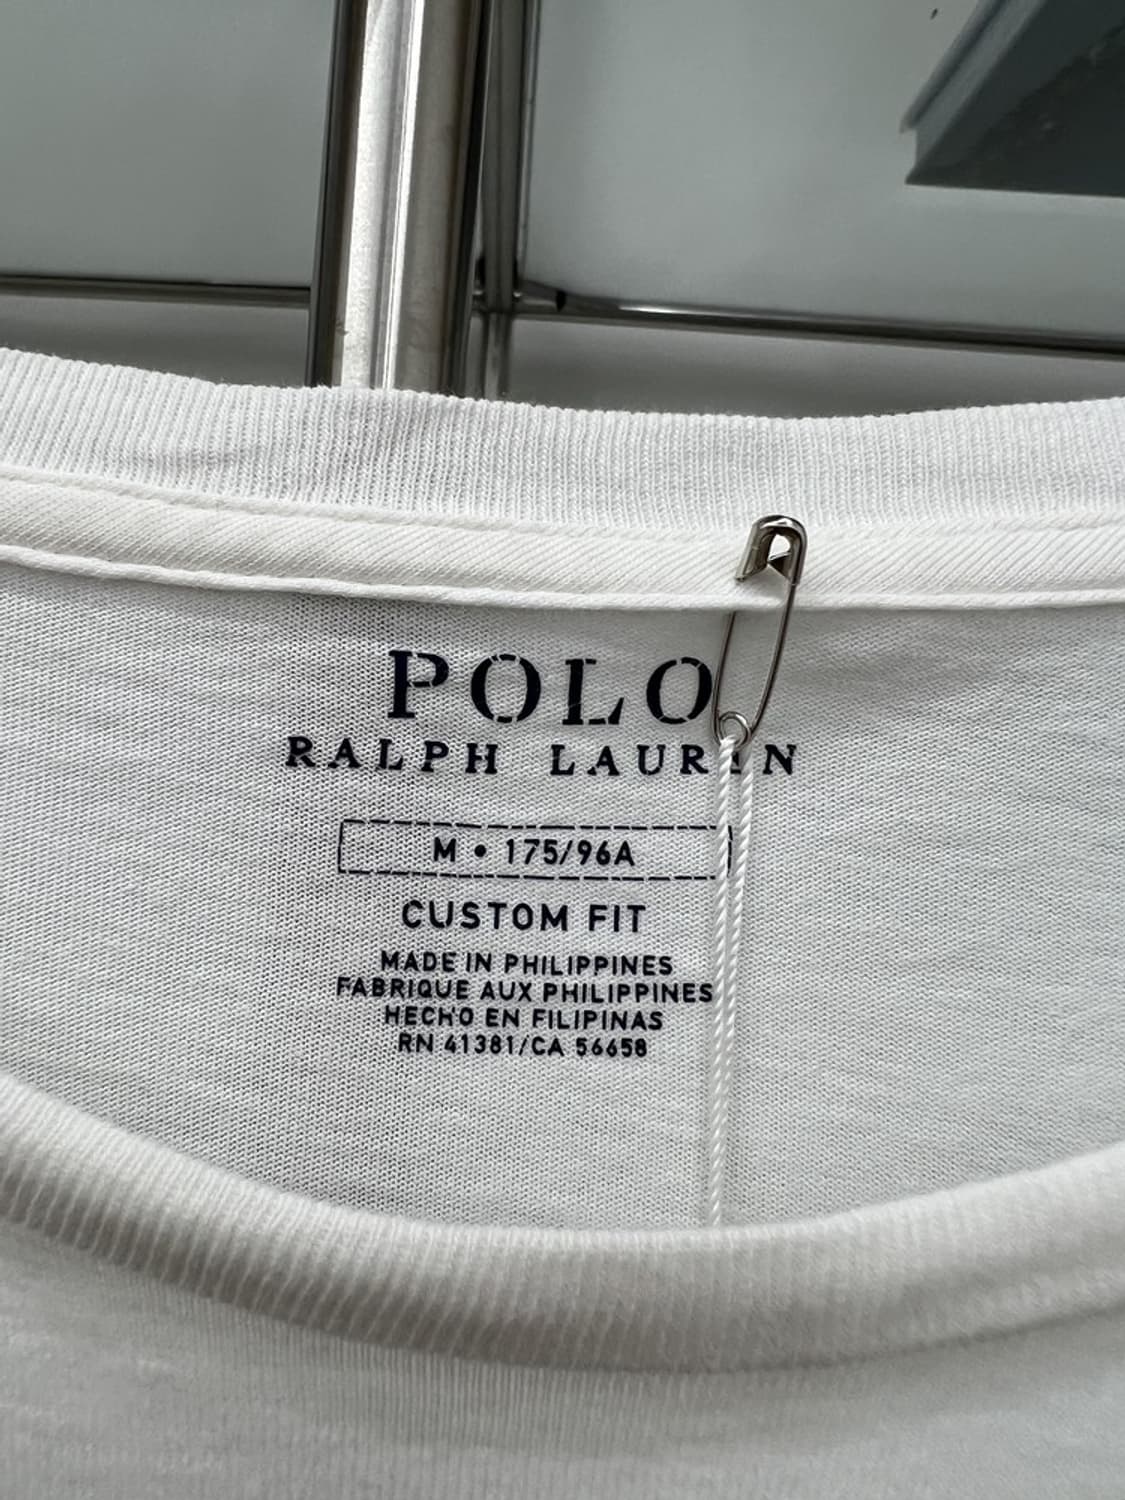 POLO
RALPH LAUREN
M • 175/96A
CUSTOM FIT
MADE IN PHILIPPINES
FABRIQUE AUX PHILIPPINES
HECHO EN FILIPINAS
RN 41381/CA 56658